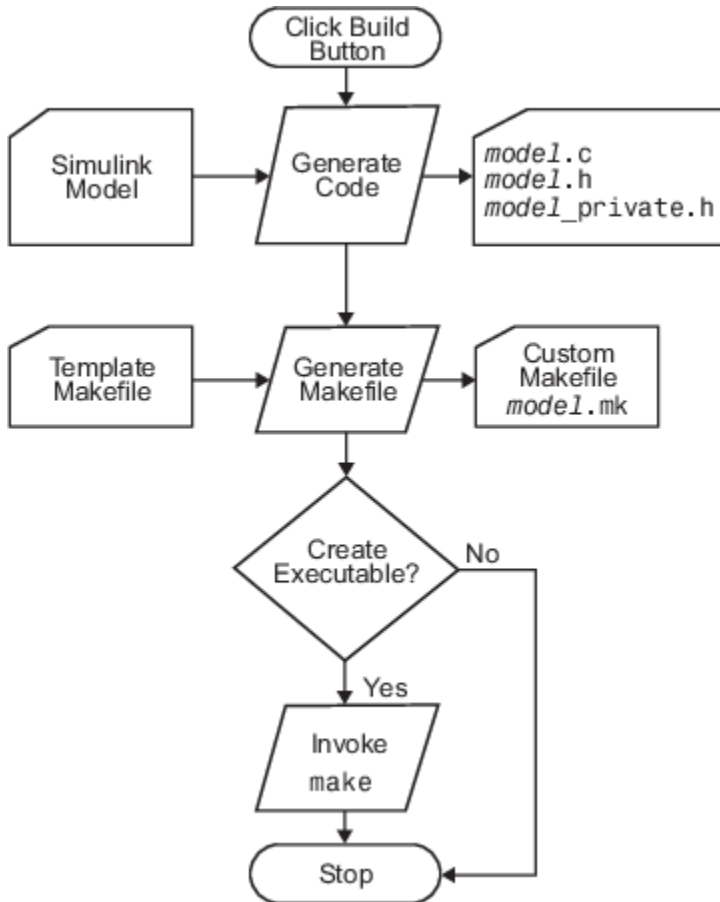 Click Build
Button
Simulink
Model
Generate
Code
model.c
model.h
model_private.h
Template
Makefile
Generate
Makefile
Custom
Makefile
model.mk
Create
Executable?
No
Yes
Invoke
make
Stop